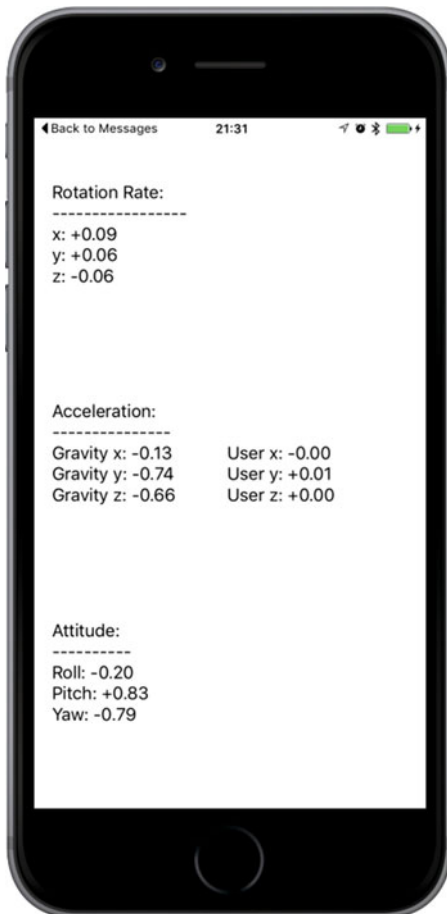 Back to Messages 21:31
Rotation Rate:
-----------------
x: +0.09
y: +0.06
z: -0.06
Acceleration:
---------------
Gravity x: -0.13 User x: -0.00
Gravity y: -0.74 User y: +0.01
Gravity z: -0.66 User z: +0.00
Attitude:
----------
Roll: -0.20
Pitch: +0.83
Yaw: -0.79